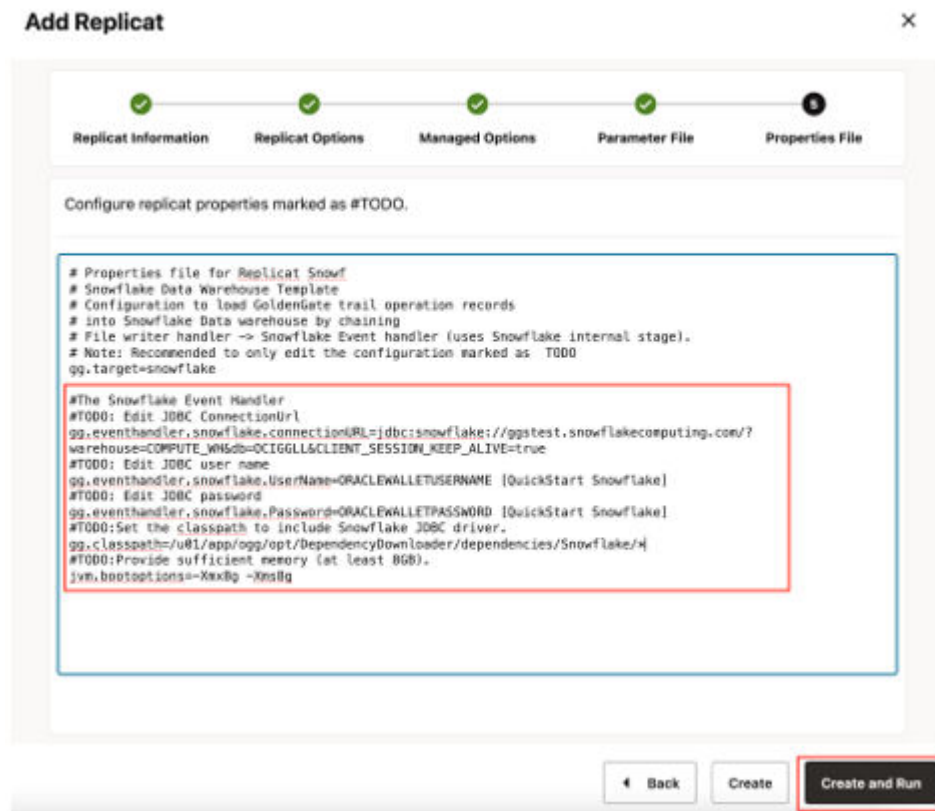 Add Replicat
×
5
Replicat Information
Replicat Options
Managed Options
Parameter File
Properties File
Configure replicat properties marked as #TODO.
# Properties file for Replicat Snowf
# Snowflake Data Warehouse Template
# Configuration to load GoldenGate trail operation records
# into Snowflake Data warehouse by chaining
# File writer handler -> Snowflake Event handler (uses Snowflake internal stage).
# Note: Recommended to only edit the configuration marked as  TODO
gg.target=snowflake
#The Snowflake Event Handler
#TODO: Edit JDBC ConnectionUrl
gg.eventhandler.snowflake.connectionURL=jdbc:snowflake://ggstest.snowflakecomputing.com/?
warehouse=COMPUTE_WH&db=OCIGGLL&CLIENT_SESSION_KEEP_ALIVE=true
#TODO: Edit JDBC user name
gg.eventhandler.snowflake.UserName=ORACLEWALLETUSERNAME [QuickStart Snowflake]
#TODO: Edit JDBC password
gg.eventhandler.snowflake.Password=ORACLEWALLETPASSWORD [QuickStart Snowflake]
#TODO:Set the classpath to include Snowflake JDBC driver.
gg.classpath=/u01/app/ogg/opt/DependencyDownloader/dependencies/Snowflake/*
#TODO:Provide sufficient memory (at least 8GB).
jvm.bootoptions=-Xmx8g -Xms8g
Back
Create
Create and Run